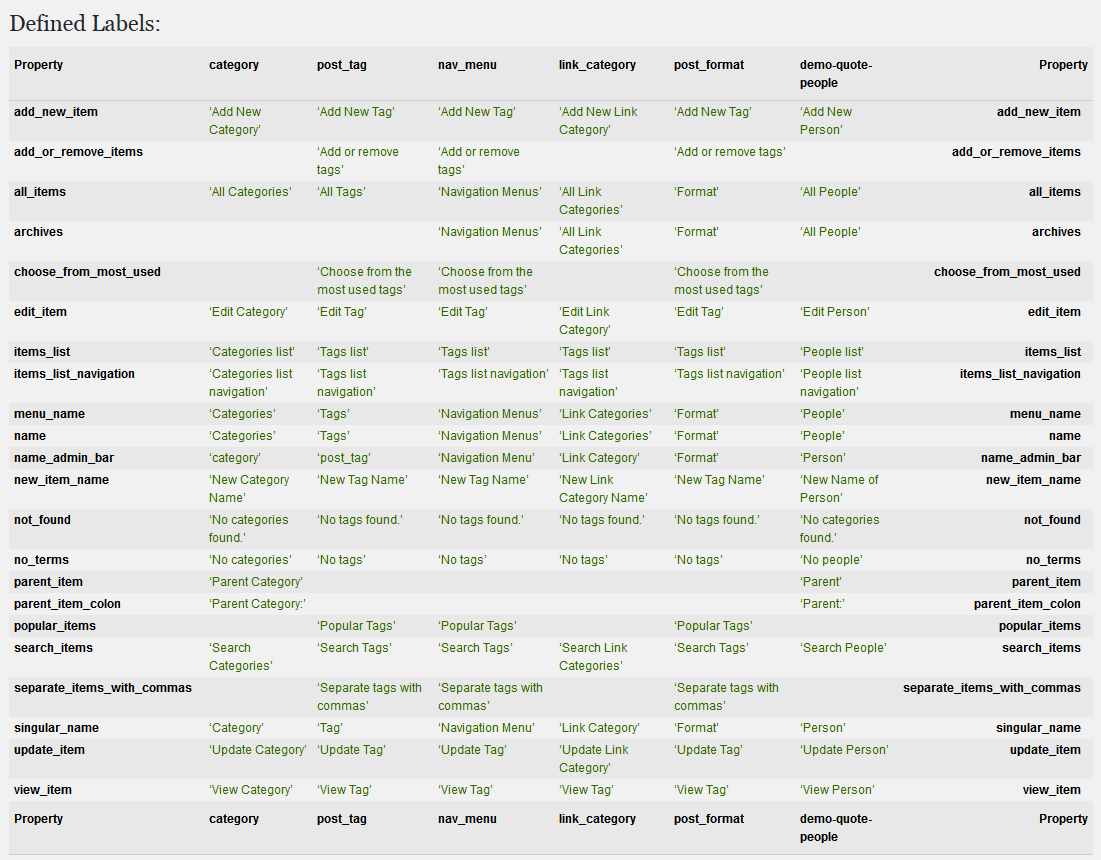 Defined Labels:
Property category post_tag nav_menu link_category post_format demo-quote- Property
people
add_new_item ‘Add New ‘Add New Tag’ ‘Add New Tag’ ‘Add New Link ‘Add New Tag’ ‘Add New add_new_item
Category’ Category’ Person’
add_or_remove_items ‘Add or remove ‘Add or remove ‘Add or remove tags’ add_or_remove_items
tags’ tags’
all_items ‘All Categories’ ‘All Tags’ ‘Navigation Menus’ ‘All Link ‘Format’ ‘All People’ all_items
Categories’
archives ‘Navigation Menus’ ‘All Link ‘Format’ ‘All People’ archives
Categories’
choose_from_most_used ‘Choose from the ‘Choose from the ‘Choose from the choose_from_most_used
most used tags’ most used tags’ most used tags’
edit_item ‘Edit Category’ ‘Edit Tag’ ‘Edit Tag’ ‘Edit Link ‘Edit Tag’ ‘Edit Person’ edit_item
Category’
items_list ‘Categories list’ ‘Tags list’ ‘Tags list’ ‘Tags list’ ‘Tags list’ ‘People list’ items_list
items_list_navigation ‘Categories list ‘Tags list ‘Tags list navigation’ ‘Tags list ‘Tags list navigation’ ‘People list items_list_navigation
navigation’ navigation’ navigation’ navigation’
menu_name ‘Categories’ ‘Tags’ ‘Navigation Menus’ ‘Link Categories’ ‘Format’ ‘People’ menu_name
name ‘Categories’ ‘Tags’ ‘Navigation Menus’ ‘Link Categories’ ‘Format’ ‘People’ name
name_admin_bar ‘category’ ‘post_tag’ ‘Navigation Menu’ ‘Link Category’ ‘Format’ ‘Person’ name_admin_bar
new_item_name ‘New Category ‘New Tag Name’ ‘New Tag Name’ ‘New Link ‘New Tag Name’ ‘New Name of new_item_name
Name’ Category Name’ Person’
not_found ‘No categories ‘No tags found.’ ‘No tags found.’ ‘No tags found.’ ‘No tags found.’ ‘No categories not_found
found.’ found.’
no_terms ‘No categories’ ‘No tags’ ‘No tags’ ‘No tags’ ‘No tags’ ‘No people’ no_terms
parent_item ‘Parent Category’ ‘Parent’ parent_item
parent_item_colon ‘Parent Category:’ ‘Parent:’ parent_item_colon
popular_items ‘Popular Tags’ ‘Popular Tags’ ‘Popular Tags’ popular_items
search_items ‘Search ‘Search Tags’ ‘Search Tags’ ‘Search Link ‘Search Tags’ ‘Search People’ search_items
Categories’ Categories’
separate_items_with_commas ‘Separate tags with ‘Separate tags with ‘Separate tags with separate_items_with_commas
commas’ commas’ commas’
singular_name ‘Category’ ‘Tag’ ‘Navigation Menu’ ‘Link Category’ ‘Format’ ‘Person’ singular_name
update_item ‘Update Category’ ‘Update Tag’ ‘Update Tag’ ‘Update Link ‘Update Tag’ ‘Update Person’ update_item
Category’
view_item ‘View Category’ ‘View Tag’ ‘View Tag’ ‘View Tag’ ‘View Tag’ ‘View Person’ view_item
Property category post_tag nav_menu link_category post_format demo-quote- Property
people